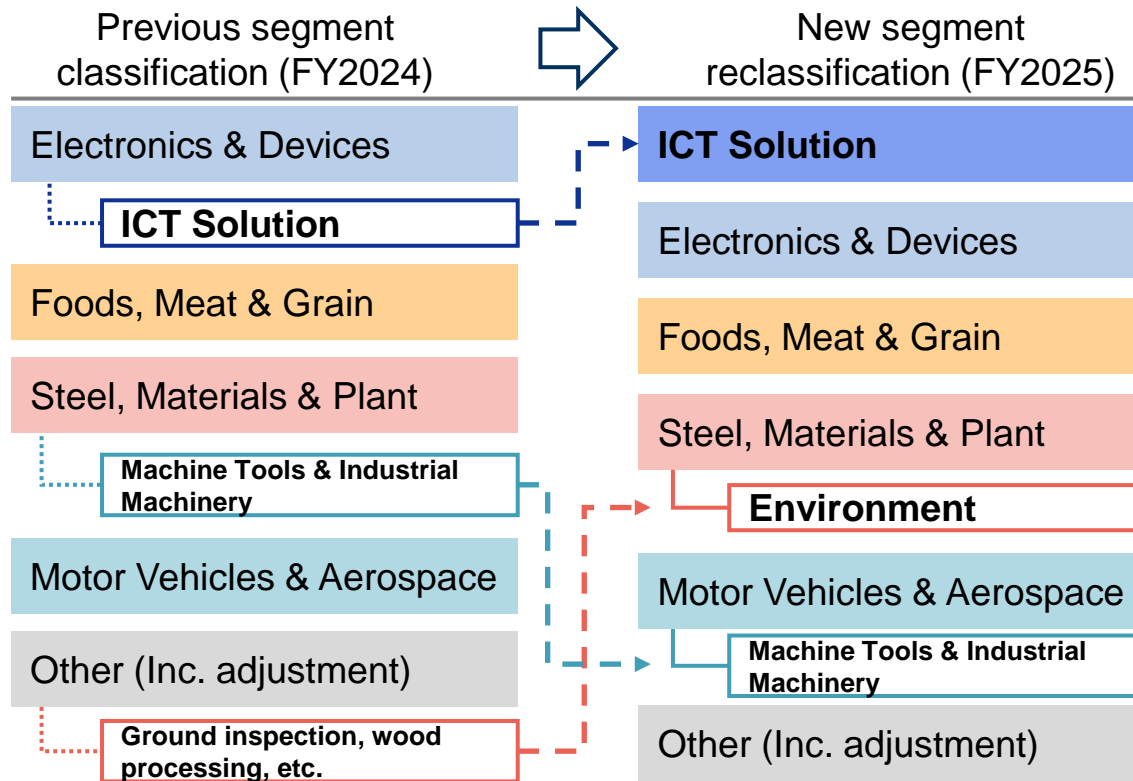 Previous segment
classification (FY2024)
New segment
reclassification (FY2025)
Electronics & Devices
ICT Solution
Foods, Meat & Grain
Steel, Materials & Plant
Machine Tools & Industrial
Machinery
Motor Vehicles & Aerospace
Other (Inc. adjustment)
Ground inspection, wood
processing, etc.
ICT Solution
Electronics & Devices
Foods, Meat & Grain
Steel, Materials & Plant
Environment
Motor Vehicles & Aerospace
Machine Tools & Industrial
Machinery
Other (Inc. adjustment)